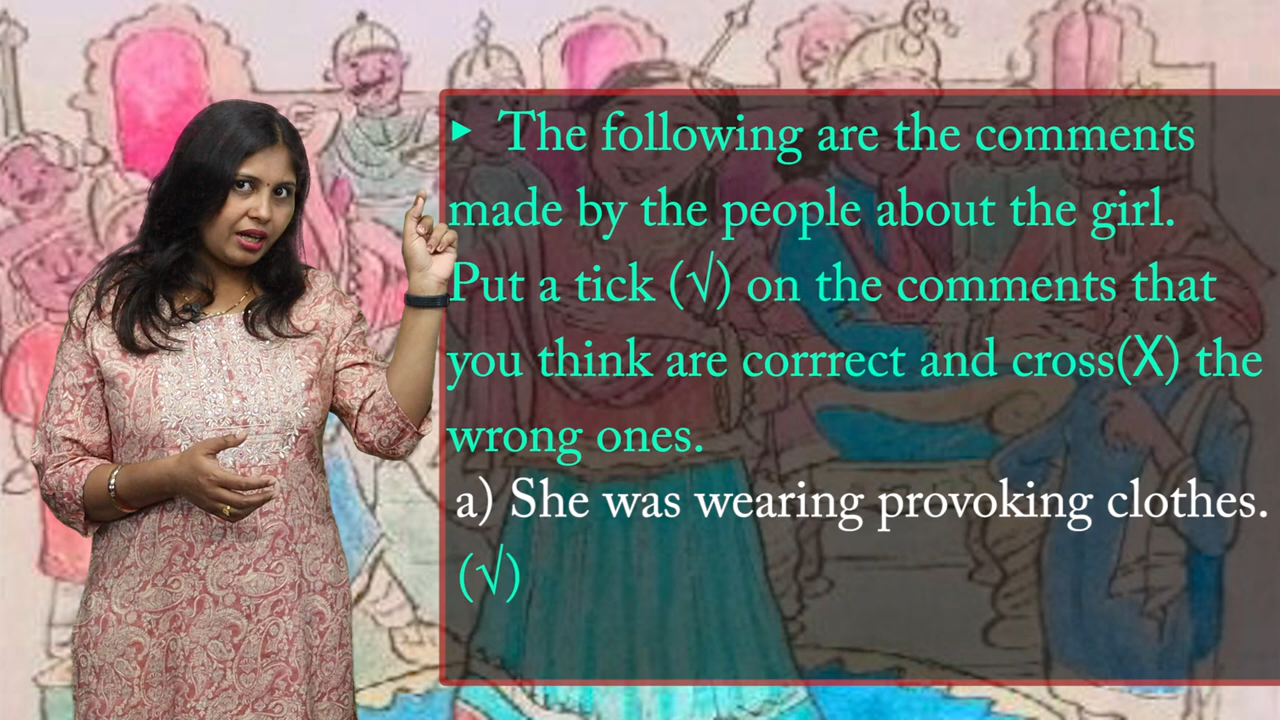 ▸ The following are the comments
made by the people about the girl.
Put a tick (√) on the comments that
you think are corrrect and cross(X) the
wrong ones.
a) She was wearing provoking clothes.
(√)